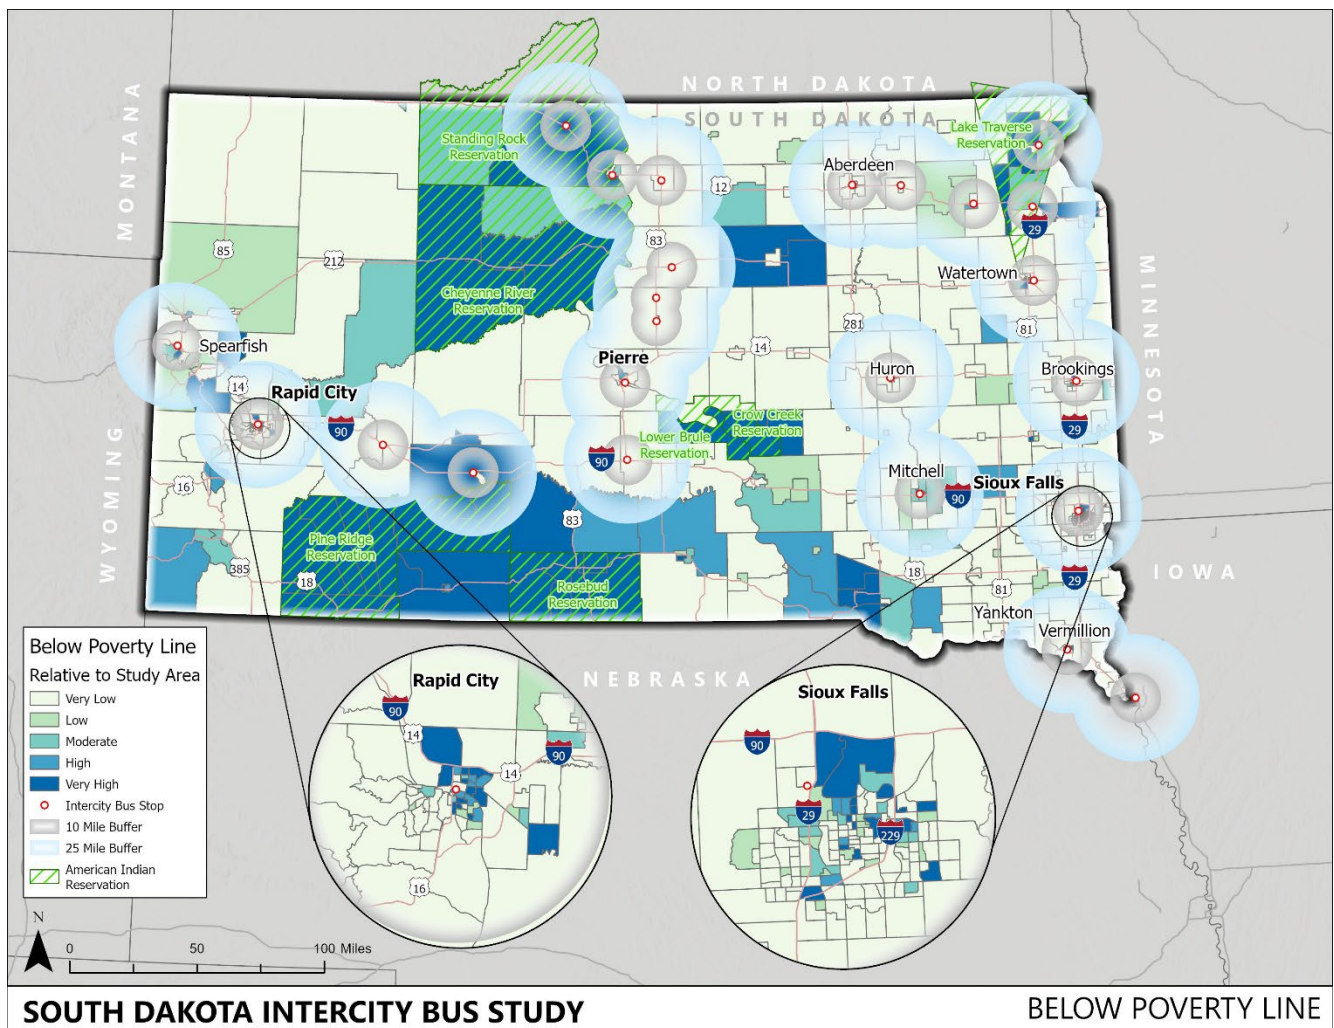 NORTH DAKOTA
SOUTH DAKOTA
MONTANA
WYOMING
MINNESOTA
IOWA
NEBRASKA
Standing Rock
Reservation
Lake Traverse
Reservation
Aberdeen
12
29
83
85
212
Cheyenne River
Reservation
Watertown
281
81
14
Spearfish
14
Rapid City
90
Pierre
Huron
Brookings
29
Crow Creek
Reservation
Lower Brule
Reservation
90
Mitchell
90
Sioux Falls
16
83
Pine Ridge
Reservation
385
18
Rosebud
Reservation
18
29
81
Yankton
Vermillion
Below Poverty Line
Relative to Study Area
Very Low
Low
Moderate
High
Very High
Intercity Bus Stop
10 Mile Buffer
25 Mile Buffer
American Indian
Reservation
Rapid City
90
14
90
14
16
Sioux Falls
90
29
229
N
0 50 100 Miles
SOUTH DAKOTA INTERCITY BUS STUDY
BELOW POVERTY LINE